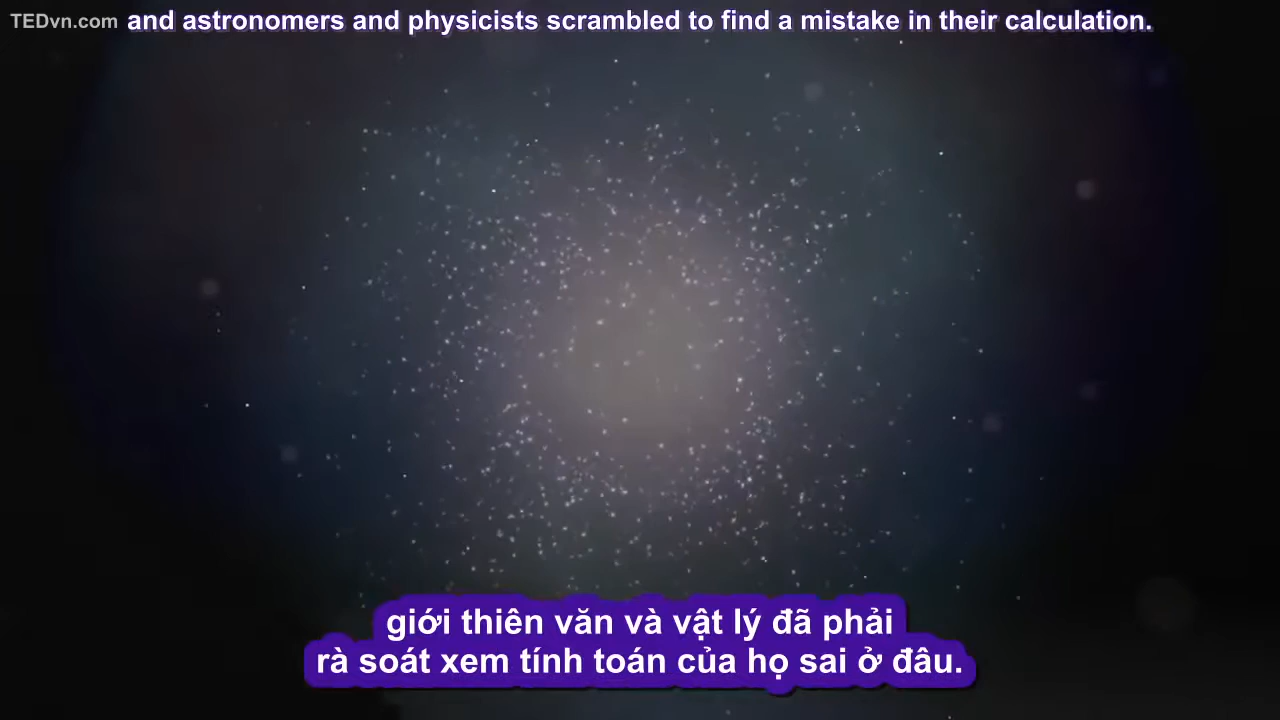 TEDvn.com
and astronomers and physicists scrambled to find a mistake in their calculation.
giới thiên văn và vật lý đã phải
rà soát xem tính toán của họ sai ở đâu.